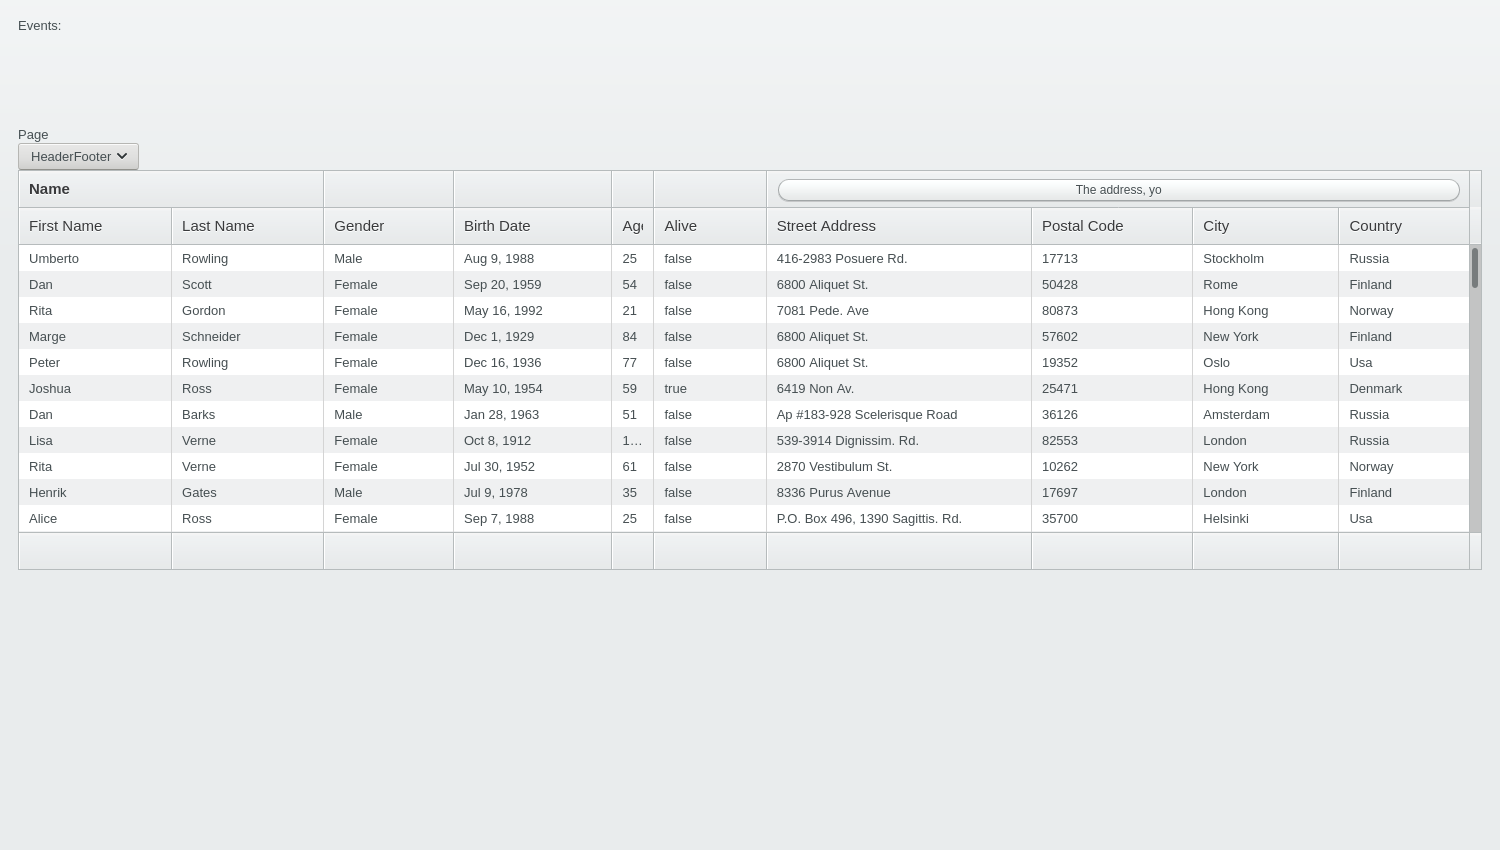 Events:
Page
HeaderFooter
Name The address, yo
First Name Last Name Gender Birth Date Age Alive Street Address Postal Code City Country
Umberto Rowling Male Aug 9, 1988 25 false 416-2983 Posuere Rd. 17713 Stockholm Russia
Dan Scott Female Sep 20, 1959 54 false 6800 Aliquet St. 50428 Rome Finland
Rita Gordon Female May 16, 1992 21 false 7081 Pede. Ave 80873 Hong Kong Norway
Marge Schneider Female Dec 1, 1929 84 false 6800 Aliquet St. 57602 New York Finland
Peter Rowling Female Dec 16, 1936 77 false 6800 Aliquet St. 19352 Oslo Usa
Joshua Ross Female May 10, 1954 59 true 6419 Non Av. 25471 Hong Kong Denmark
Dan Barks Male Jan 28, 1963 51 false Ap #183-928 Scelerisque Road 36126 Amsterdam Russia
Lisa Verne Female Oct 8, 1912 1… false 539-3914 Dignissim. Rd. 82553 London Russia
Rita Verne Female Jul 30, 1952 61 false 2870 Vestibulum St. 10262 New York Norway
Henrik Gates Male Jul 9, 1978 35 false 8336 Purus Avenue 17697 London Finland
Alice Ross Female Sep 7, 1988 25 false P.O. Box 496, 1390 Sagittis. Rd. 35700 Helsinki Usa